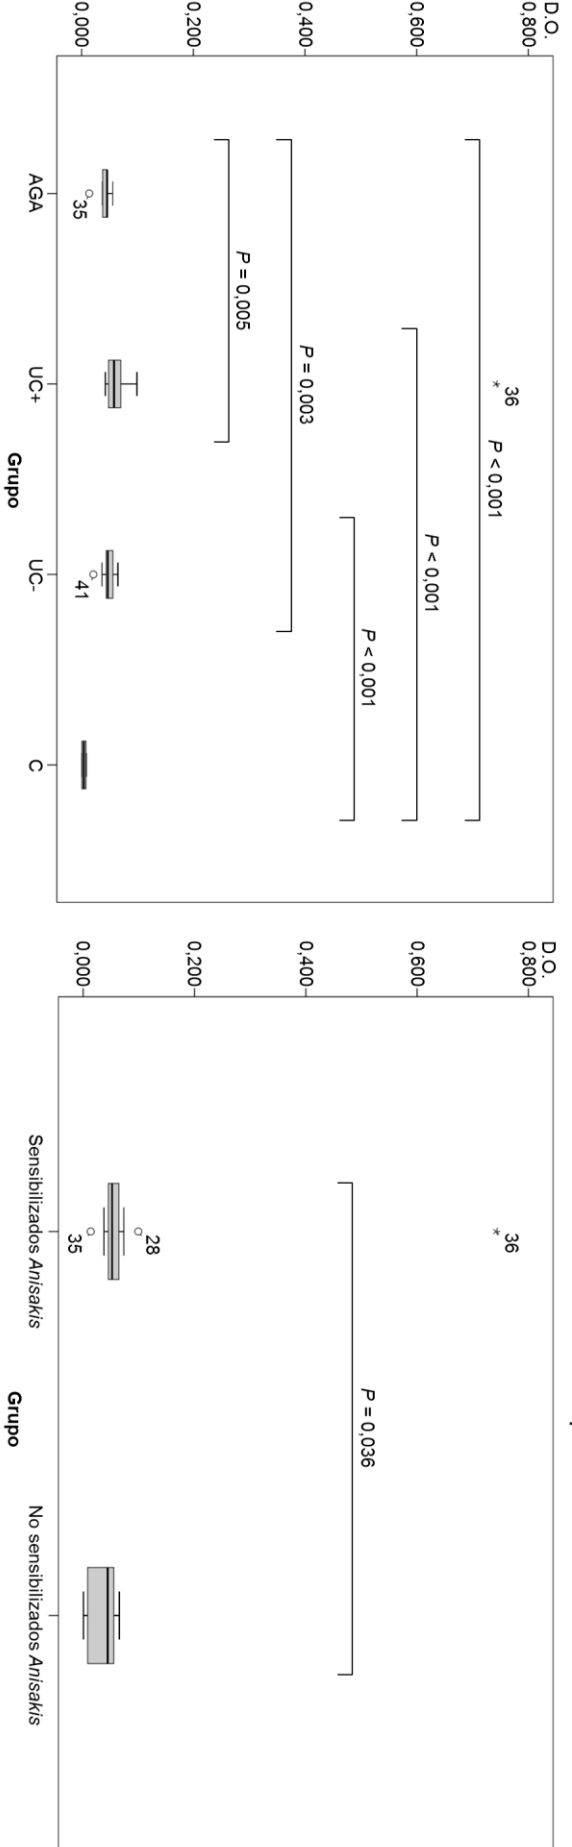 D.O.
0,800
0,600
0,400
0,200
0,000
36
*
P < 0,001
P < 0,001
P < 0,001
P = 0,003
P = 0,005
35
41
AGA
UC+
UC-
C
Grupo
D.O.
0,800
0,600
0,400
0,200
0,000
36
*
P = 0,036
28
35
Sensibilizados Anisakis
No sensibilizados Anisakis
Grupo